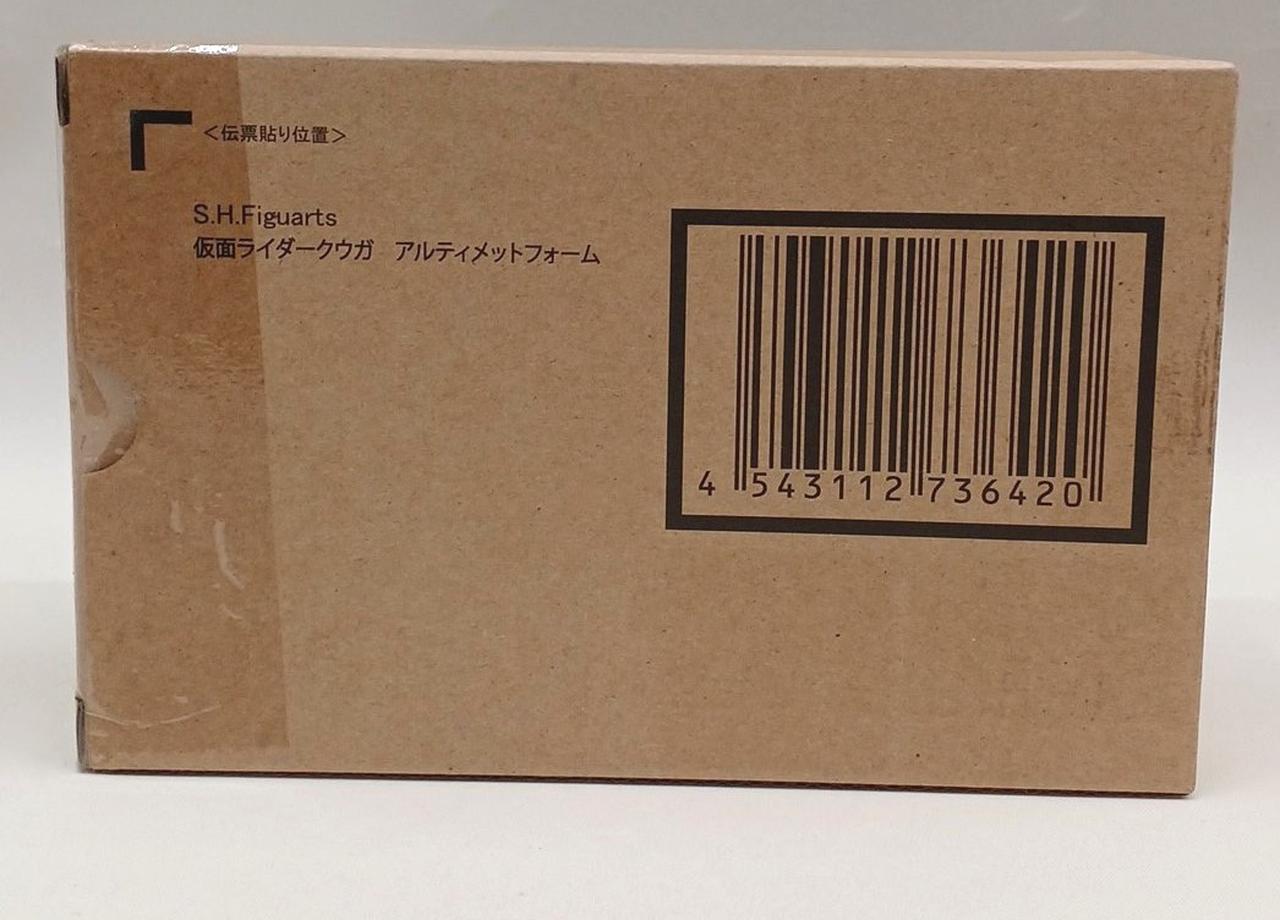 <伝票貼り位置>
S.H.Figuarts
仮面ライダークウガ　アルティメットフォーム
4 543112 736420